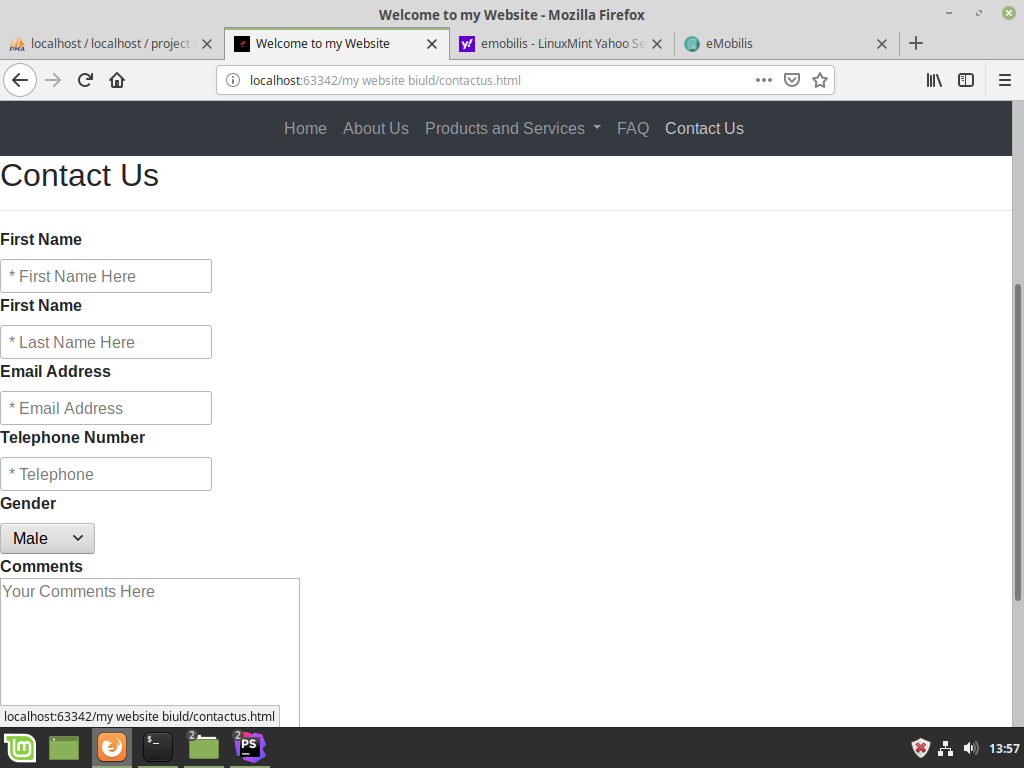 Welcome to my Website - Mozilla Firefox
localhost / localhost / project
Welcome to my Website
emobilis - LinuxMint Yahoo Se
eMobilis
localhost:63342/my website biuld/contactus.html
Home About Us Products and Services FAQ Contact Us
Contact Us
First Name
* First Name Here
First Name
* Last Name Here
Email Address
* Email Address
Telephone Number
* Telephone
Gender
Male
Comments
Your Comments Here
localhost:63342/my website biuld/contactus.html
2
2
PS
13:57